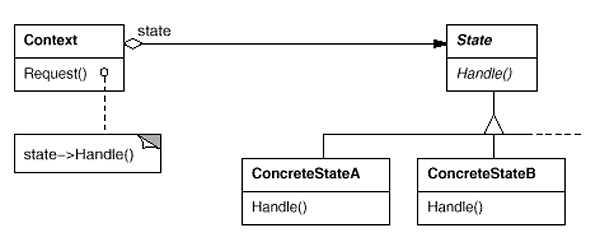 state
Context
State
Request()
Handle()
state->Handle()
ConcreteStateA
ConcreteStateB
Handle()
Handle()